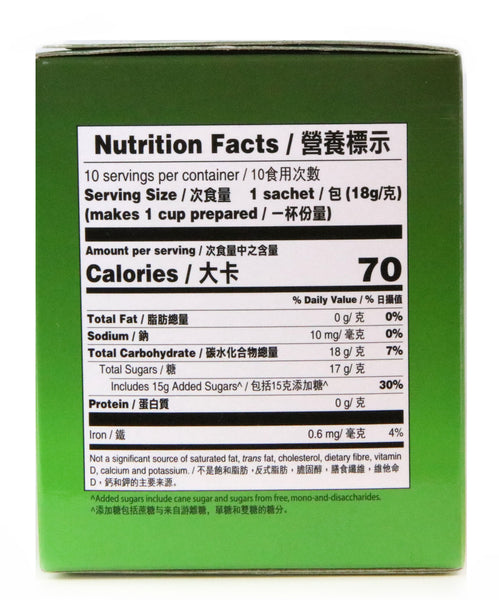 Nutrition Facts / 營養標示
10 servings per container / 10食用次數
Serving Size / 次食量 1 sachet / 包 (18g/克)
(makes 1 cup prepared / 一杯份量)
Amount per serving / 次食量中之含量
Calories / 大卡 70
% Daily Value / % 日攝值
Total Fat / 脂肪總量 0 g/ 克 0%
Sodium / 鈉 10 mg/ 毫克 0%
Total Carbohydrate / 碳水化合物總量 18 g/ 克 7%
Total Sugars / 糖 17 g/ 克
Includes 15g Added Sugars^ / 包括15克添加糖^ 30%
Protein / 蛋白質 0 g/ 克
Iron / 鐵 0.6 mg/ 毫克 4%
Not a significant source of saturated fat, trans fat, cholesterol, dietary fibre, vitamin
D, calcium and potassium. / 不是飽和脂肪，反式脂肪，膽固醇，膳食纖維，維他命
D，鈣和鉀的主要來源。
^Added sugars include cane sugar and sugars from free, mono-and-disaccharides.
^添加糖包括蔗糖与来自游離糖，單糖和雙糖的糖分。